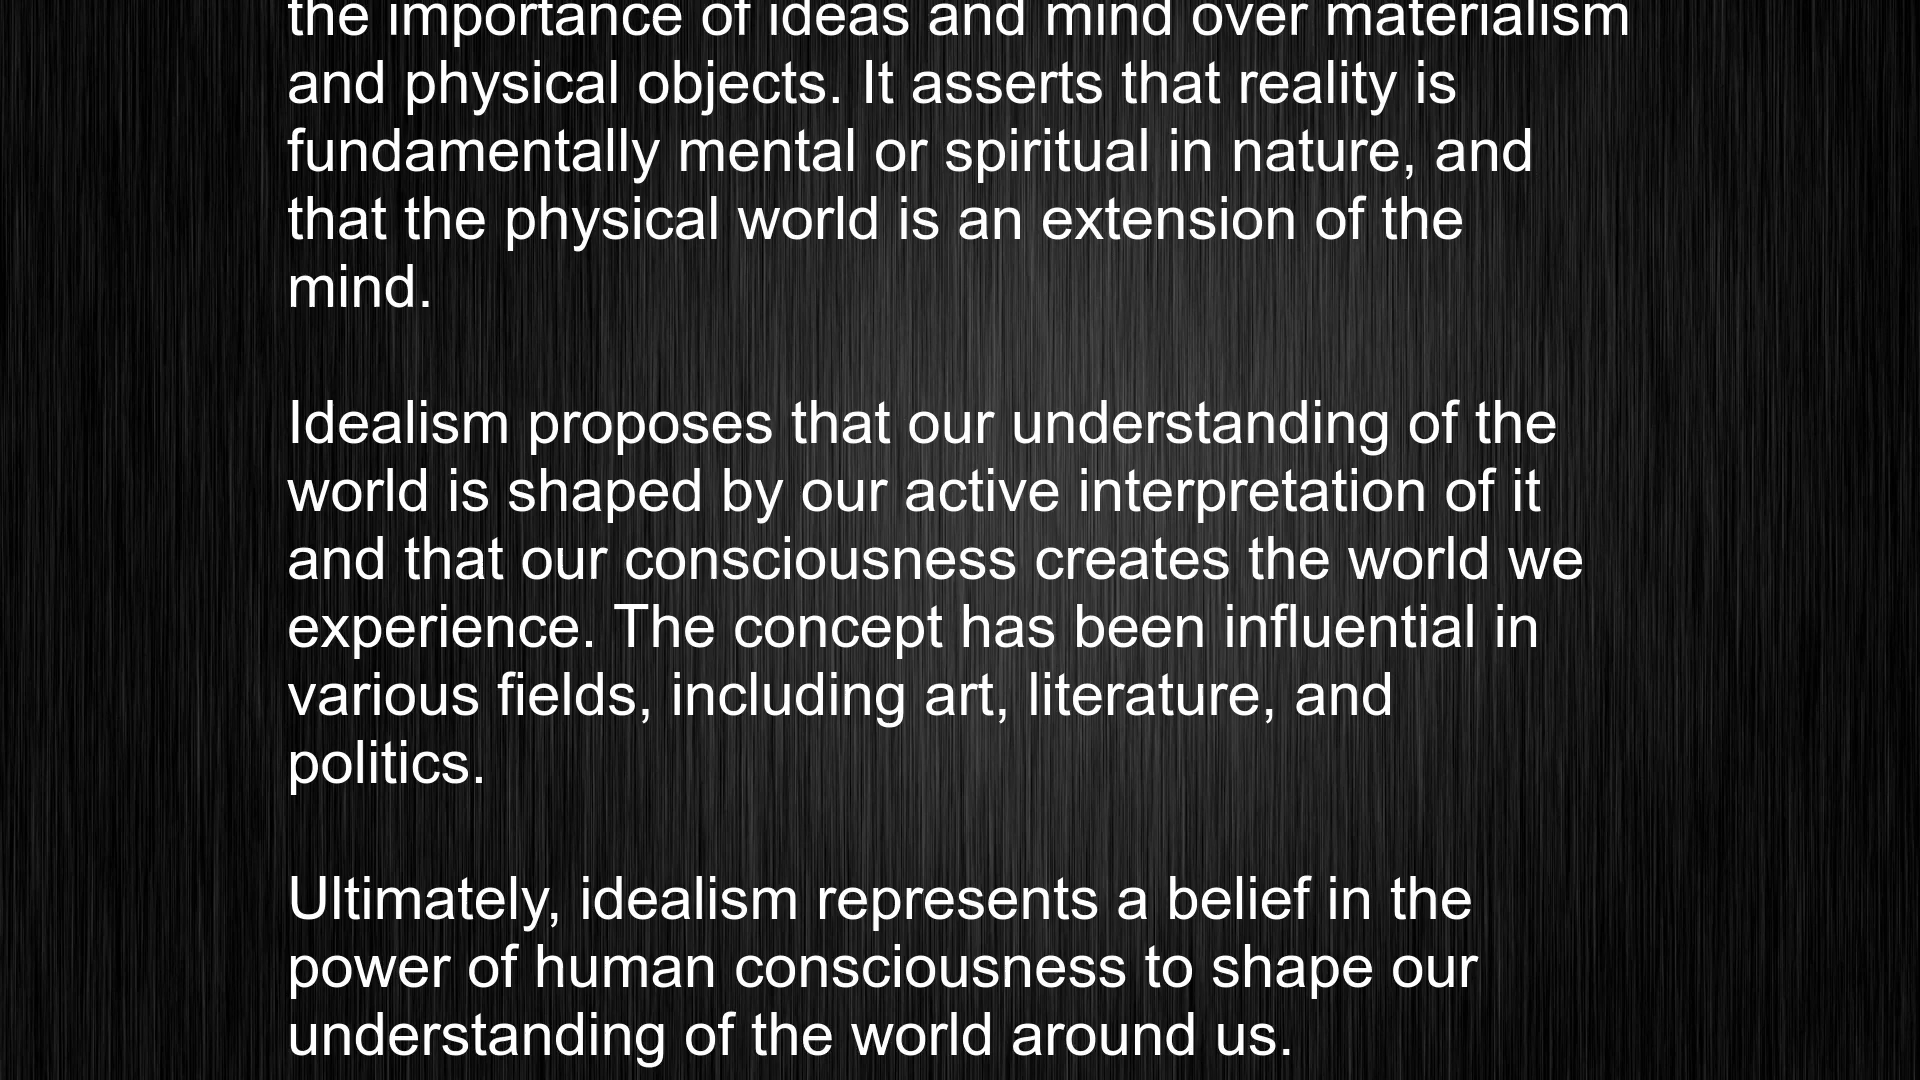 the importance of ideas and mind over materialism
and physical objects. It asserts that reality is
fundamentally mental or spiritual in nature, and
that the physical world is an extension of the
mind.
Idealism proposes that our understanding of the
world is shaped by our active interpretation of it
and that our consciousness creates the world we
experience. The concept has been influential in
various fields, including art, literature, and
politics.
Ultimately, idealism represents a belief in the
power of human consciousness to shape our
understanding of the world around us.